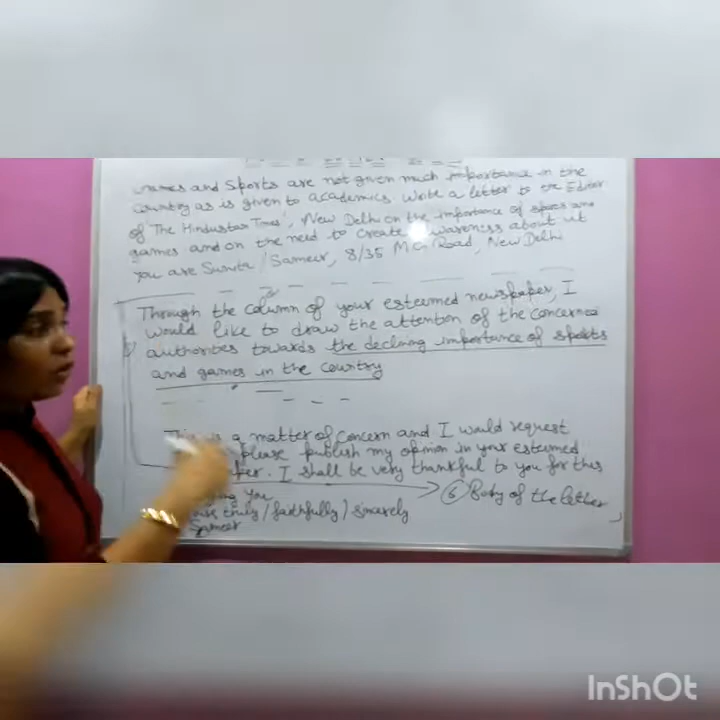 Games and Sports are not given much importance in the
country as is given to academics. Write a letter to the Editor
of 'The Hindustan Times', New Delhi on the importance of sports and
games and on the need to create awareness about it
You are Sunita / Sameer, 8/35 M.G. Road, New Delhi
Through the column of your esteemed newspaper, I
would like to draw the attention of the concerned
authorities towards the declining importance of sports
and games in the country
This is a matter of concern and I would request
please publish my opinion in your esteemed
I shall be very thankful to you for this
you → 6 Body of the letter
truly / faithfully / sincerely
Sameer
InShOt